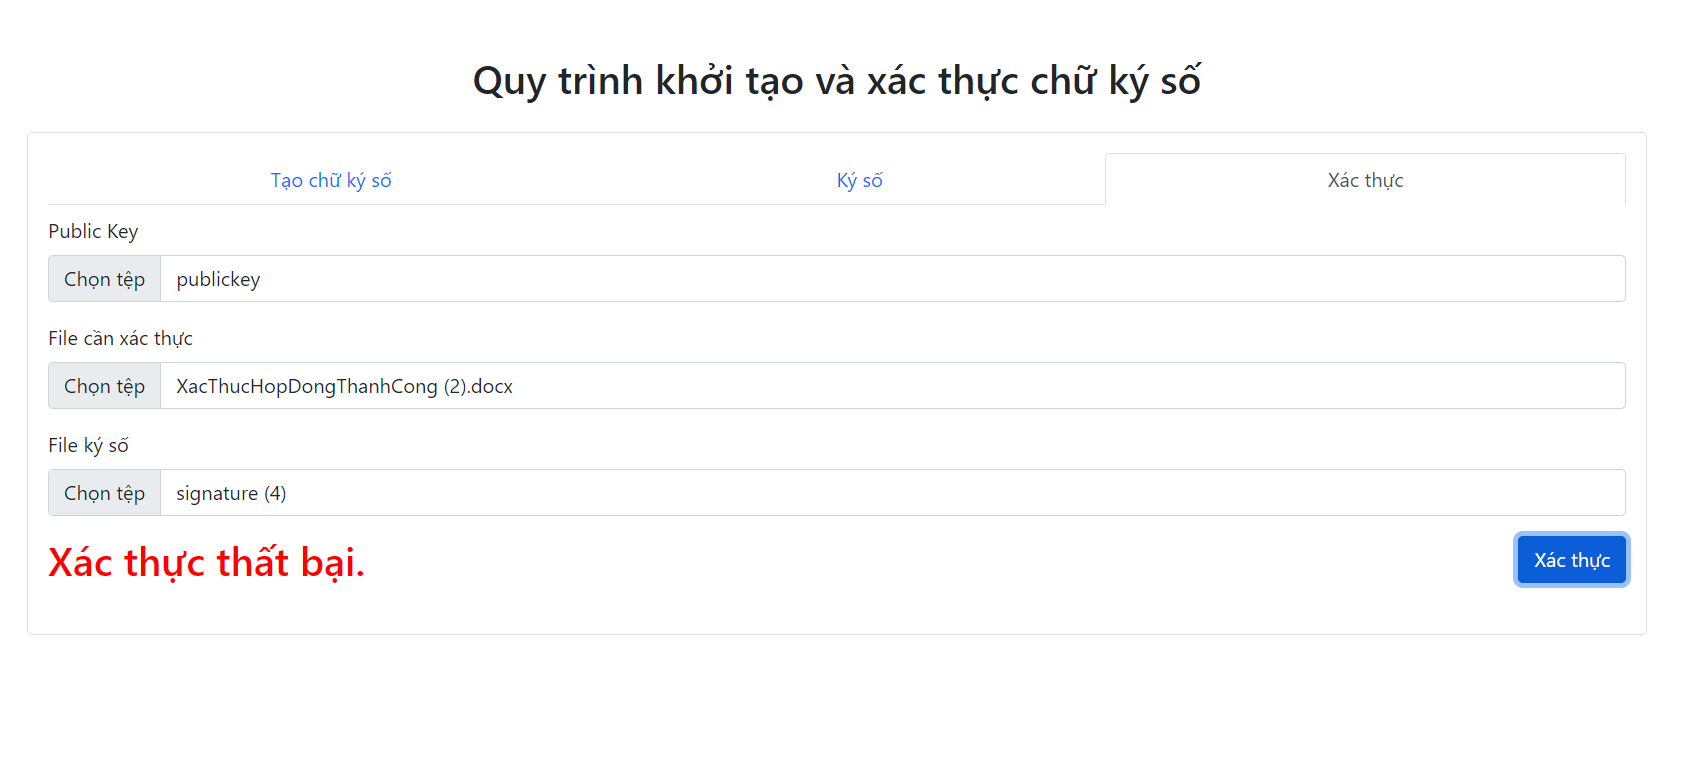 Quy trình khởi tạo và xác thực chữ ký số
Tạo chữ ký số
Ký số
Xác thực
Public Key
Chọn tệp publickey
File cần xác thực
Chọn tệp XacThucHopDongThanhCong (2).docx
File ký số
Chọn tệp signature (4)
Xác thực thất bại.
Xác thực